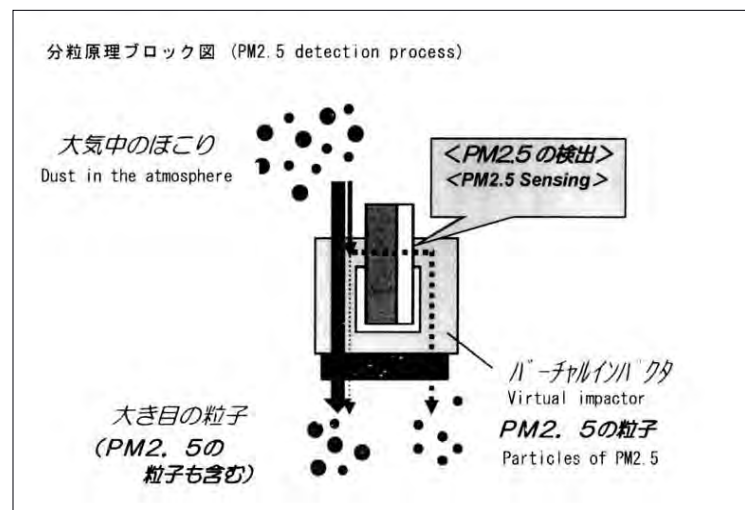 分粒原理ブロック図 (PM2.5 detection process)
大気中のほこり
Dust in the atmosphere
<PM2.5の検出>
<PM2.5 Sensing>
バーチャルインパクタ
Virtual impactor
大き目の粒子
(PM2.5の
粒子も含む)
PM2.5の粒子
Particles of PM2.5